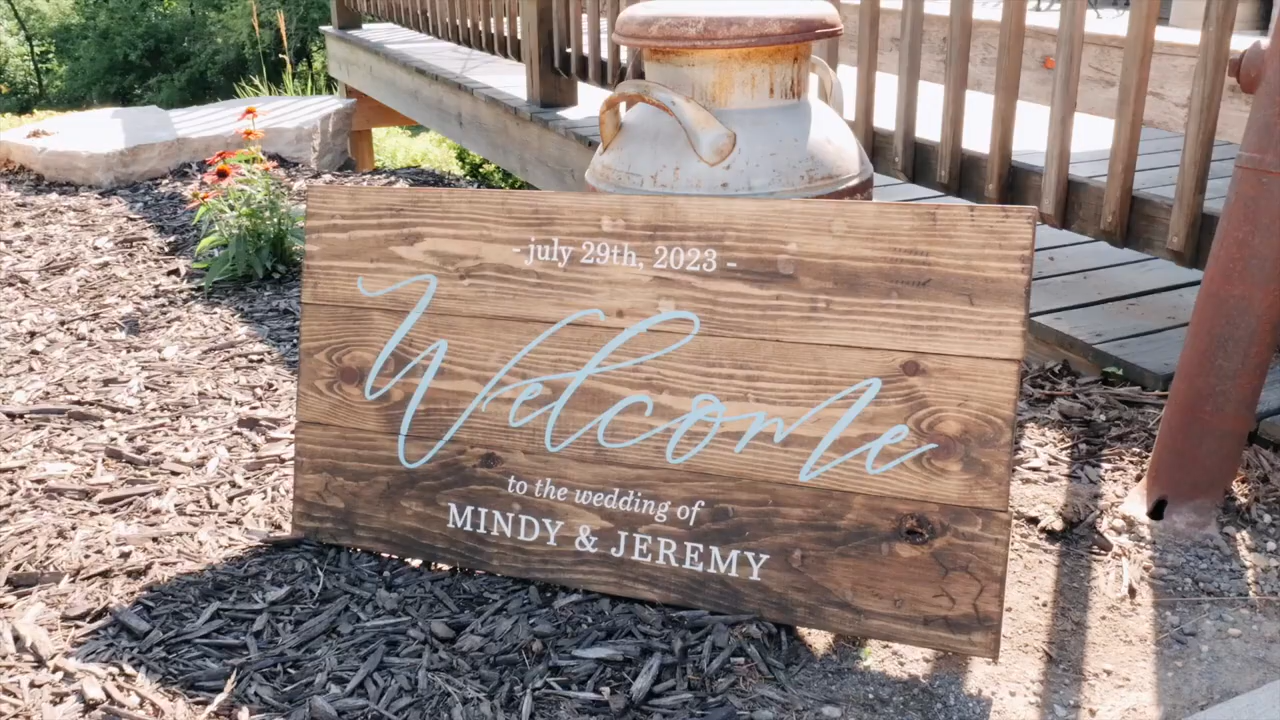 - july 29th, 2023 -
Welcome
to the wedding of
MINDY & JEREMY